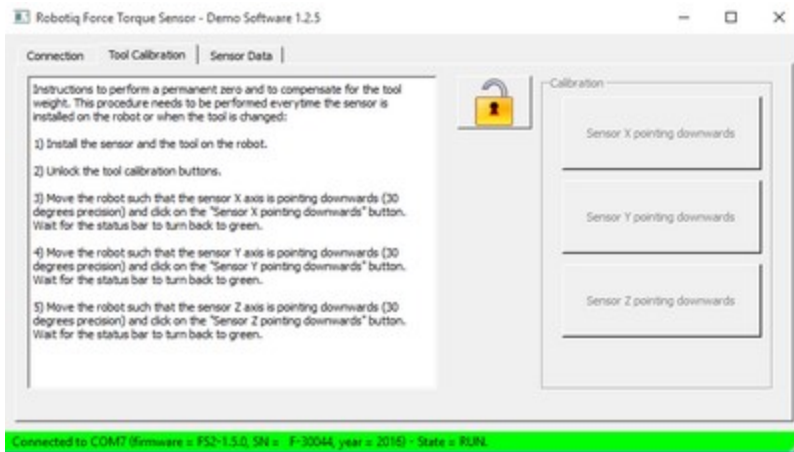 Robotiq Force Torque Sensor - Demo Software 1.2.5
Connection Tool Calibration Sensor Data
Instructions to perform a permanent zero and to compensate for the tool
weight. This procedure needs to be performed everytime the sensor is
installed on the robot or when the tool is changed:
1) Install the sensor and the tool on the robot.
2) Unlock the tool calibration buttons.
3) Move the robot such that the sensor X axis is pointing downwards (30
degrees precision) and click on the "Sensor X pointing downwards" button.
Wait for the status bar to turn back to green.
4) Move the robot such that the sensor Y axis is pointing downwards (30
degrees precision) and click on the "Sensor Y pointing downwards" button.
Wait for the status bar to turn back to green.
5) Move the robot such that the sensor Z axis is pointing downwards (30
degrees precision) and click on the "Sensor Z pointing downwards" button.
Wait for the status bar to turn back to green.
Calibration
Sensor X pointing downwards
Sensor Y pointing downwards
Sensor Z pointing downwards
Connected to COM7 (firmware = FS2-1.5.0, SN = F-30044, year = 2016) - State = RUN.